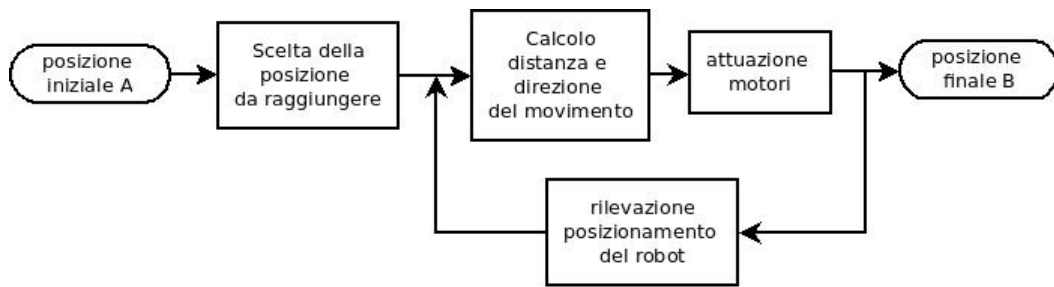 posizione
iniziale A
Scelta della
posizione
da raggiungere
Calcolo
distanza e
direzione
del movimento
attuazione
motori
posizione
finale B
rilevazione
posizionamento
del robot